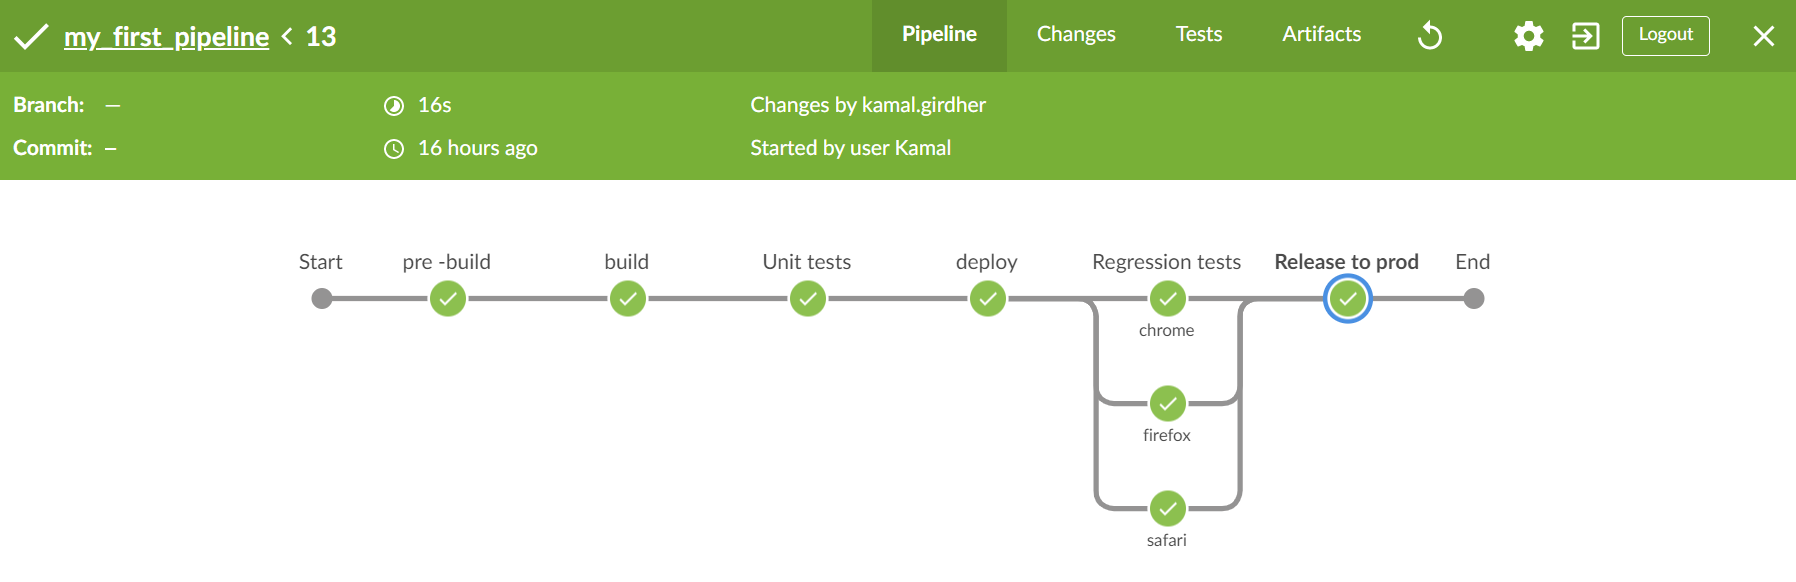 my_first_pipeline < 13
Pipeline Changes Tests Artifacts Logout
Branch: — 16s Changes by kamal.girdher
Commit: – 16 hours ago Started by user Kamal
Start pre -build build Unit tests deploy Regression tests Release to prod End
chrome
firefox
safari